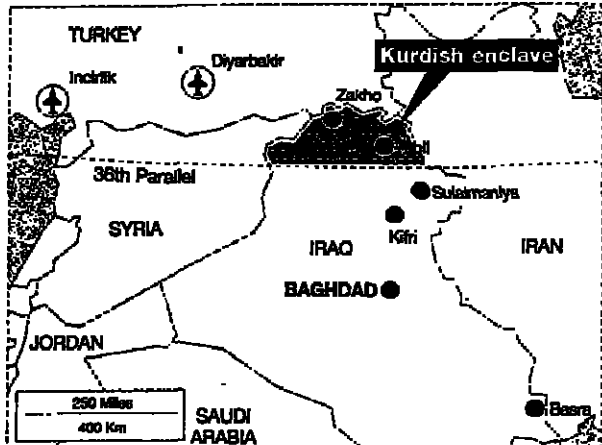 TURKEY
Incirlik
Diyarbakir
Kurdish enclave
Zakho
36th Parallel
Sulaimaniya
SYRIA
Kifri
IRAQ
IRAN
BAGHDAD
JORDAN
250 Miles
400 Km
SAUDI
ARABIA
Basra